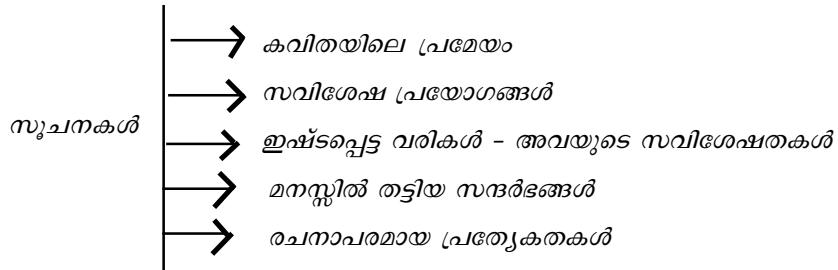 കവിതയിലെ പ്രമേയം
സവിശേഷ പ്രയോഗങ്ങൾ
സൂചനകൾ
ഇഷ്ടപ്പെട്ട വരികൾ – അവയുടെ സവിശേഷതകൾ
മനസ്സിൽ തട്ടിയ സന്ദർഭങ്ങൾ
രചനാപരമായ പ്രത്യേകതകൾ